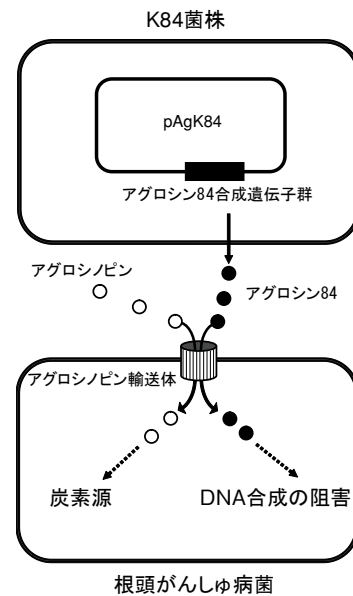 K84菌株
pAgK84
アグロシン84合成遺伝子群
アグロシノピン
アグロシン84
アグロシノピン輸送体
炭素源
DNA合成の阻害
根頭がんしゅ病菌